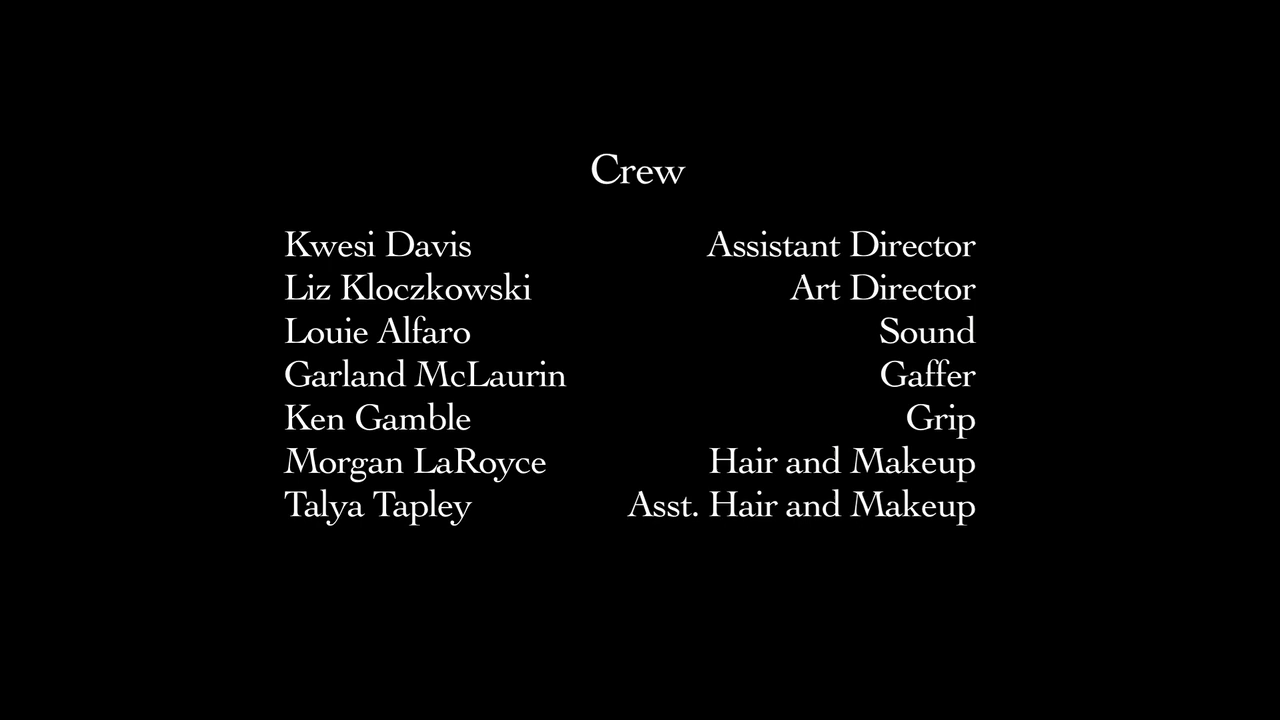 Crew
Kwesi Davis Assistant Director
Liz Kloczkowski Art Director
Louie Alfaro Sound
Garland McLaurin Gaffer
Ken Gamble Grip
Morgan LaRoyce Hair and Makeup
Talya Tapley Asst. Hair and Makeup